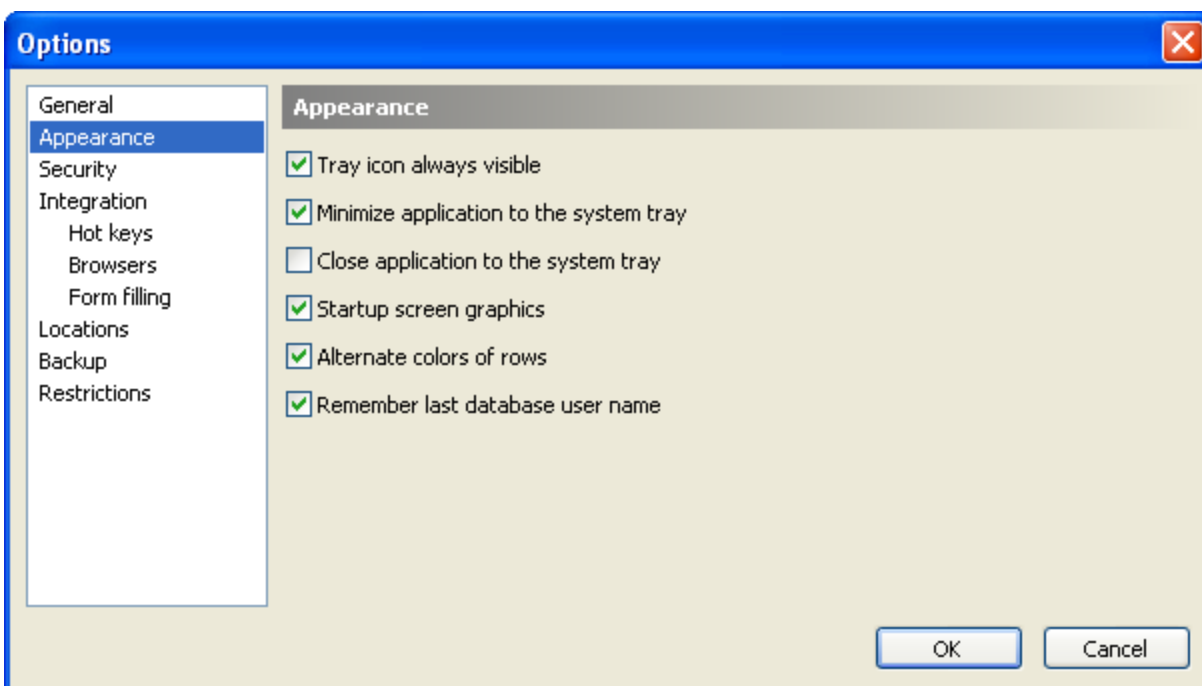 Options
General
Appearance
Security
Integration
Hot keys
Browsers
Form filling
Locations
Backup
Restrictions
Appearance
Tray icon always visible
Minimize application to the system tray
Close application to the system tray
Startup screen graphics
Alternate colors of rows
Remember last database user name
OK
Cancel